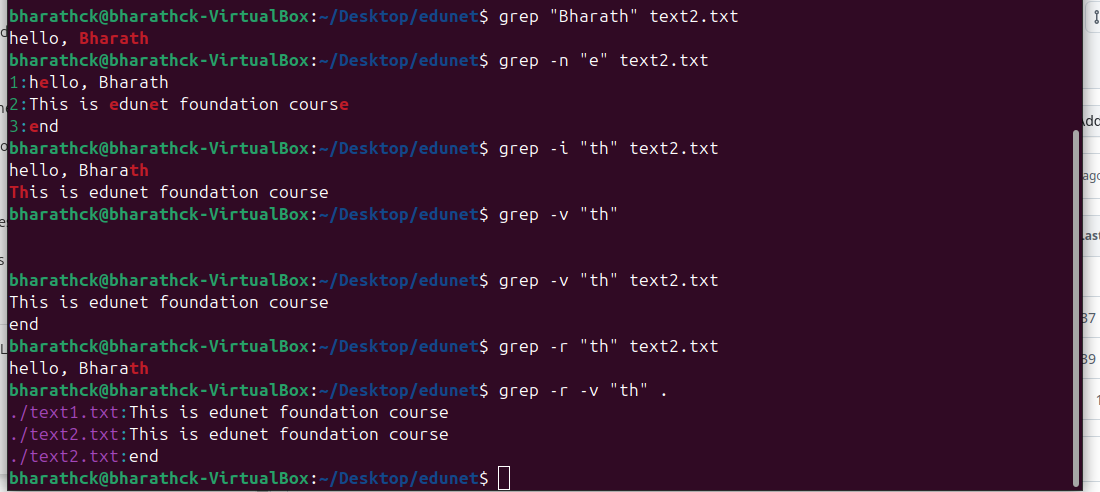 bharathck@bharathck-VirtualBox:~/Desktop/edunet$ grep "Bharath" text2.txt
hello, Bharath
bharathck@bharathck-VirtualBox:~/Desktop/edunet$ grep -n "e" text2.txt
1:hello, Bharath
2:This is edunet foundation course
3:end
bharathck@bharathck-VirtualBox:~/Desktop/edunet$ grep -i "th" text2.txt
hello, Bharath
This is edunet foundation course
bharathck@bharathck-VirtualBox:~/Desktop/edunet$ grep -v "th"
bharathck@bharathck-VirtualBox:~/Desktop/edunet$ grep -v "th" text2.txt
This is edunet foundation course
end
bharathck@bharathck-VirtualBox:~/Desktop/edunet$ grep -r "th" text2.txt
hello, Bharath
bharathck@bharathck-VirtualBox:~/Desktop/edunet$ grep -r -v "th" .
./text1.txt:This is edunet foundation course
./text2.txt:This is edunet foundation course
./text2.txt:end
bharathck@bharathck-VirtualBox:~/Desktop/edunet$